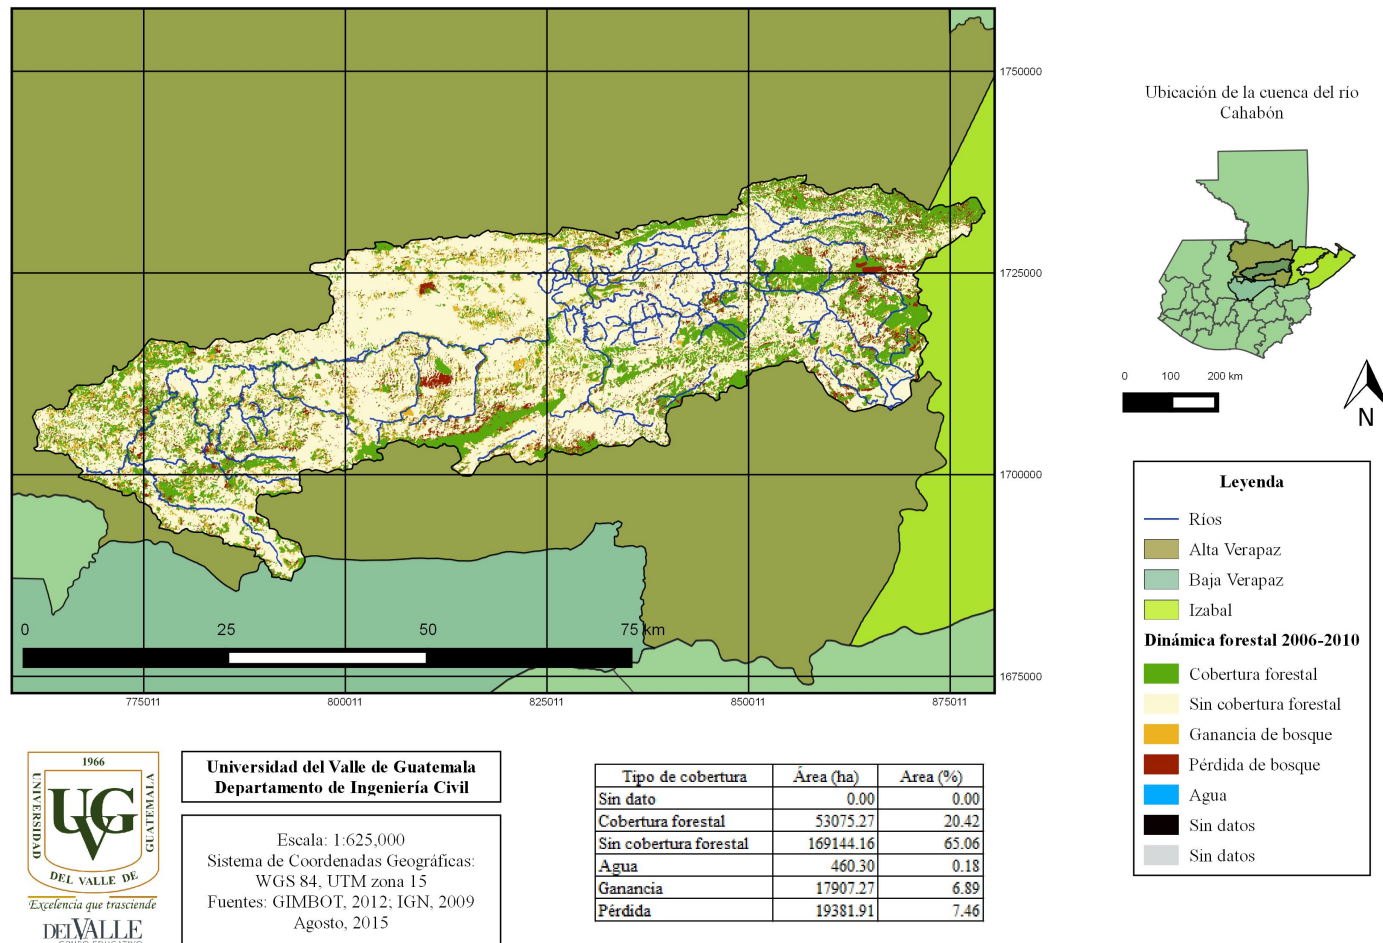 1750000
1725000
1700000
1675000
0 25 50 75 km
775011 800011 825011 850011 875011
Ubicación de la cuenca del río
Cahabón
0 100 200 km
N
Leyenda
Ríos
Alta Verapaz
Baja Verapaz
Izabal
Dinámica forestal 2006-2010
Cobertura forestal
Sin cobertura forestal
Ganancia de bosque
Pérdida de bosque
Agua
Sin datos
Sin datos
1966
UNIVERSIDAD
UVG
GUATEMALA
DEL VALLE DE
Excelencia que trasciende
DELVALLE
GRUPO EDUCATIVO
Universidad del Valle de Guatemala
Departamento de Ingeniería Civil
Escala: 1:625,000
Sistema de Coordenadas Geográficas:
WGS 84, UTM zona 15
Fuentes: GIMBOT, 2012; IGN, 2009
Agosto, 2015
Tipo de cobertura Área (ha) Area (%)
Sin dato 0.00 0.00
Cobertura forestal 53075.27 20.42
Sin cobertura forestal 169144.16 65.06
Agua 460.30 0.18
Ganancia 17907.27 6.89
Pérdida 19381.91 7.46